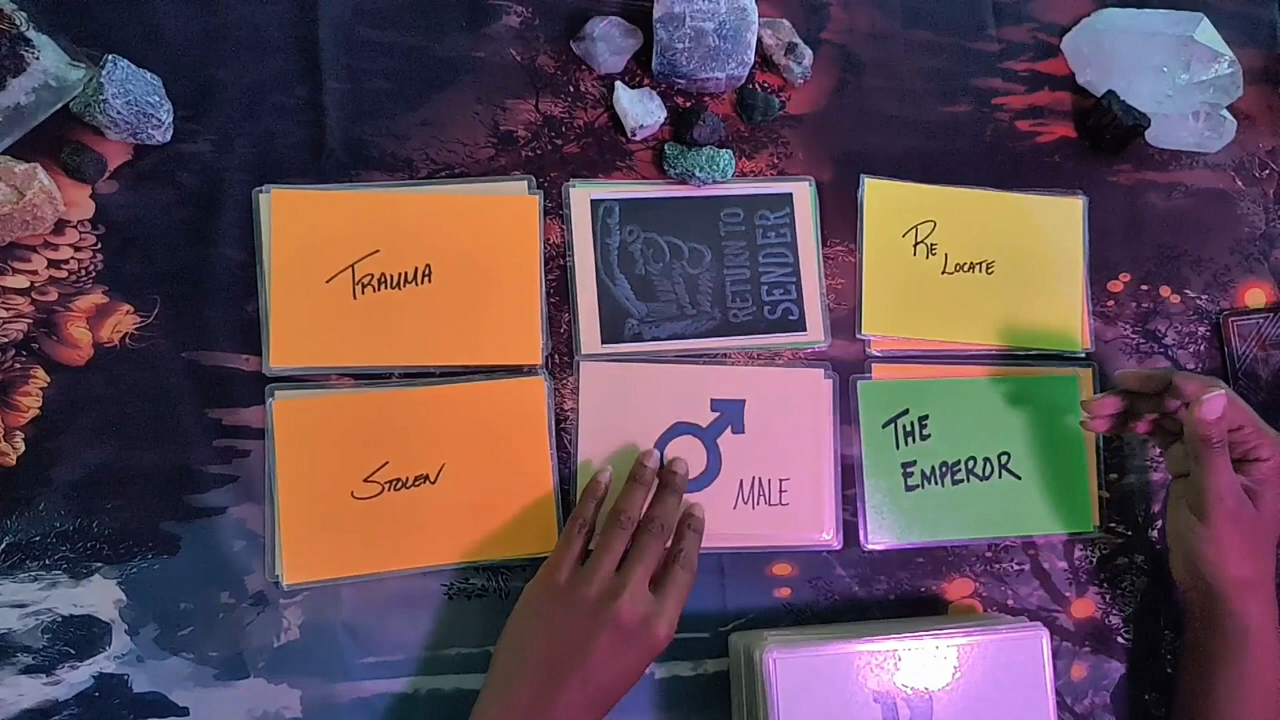 TRAUMA
RETURN TO
SENDER
RE
LOCATE
STOLEN
MALE
THE
EMPEROR